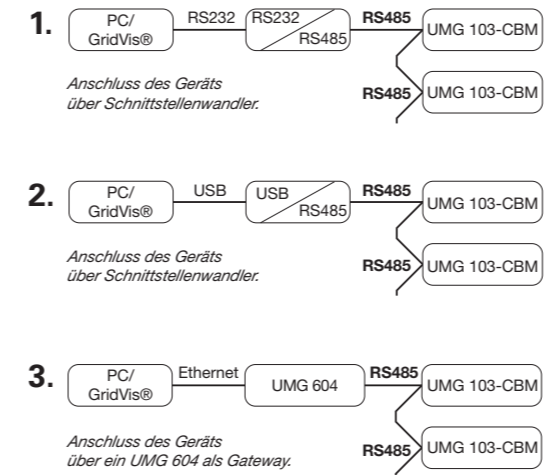 1.
PC/
GridVis®
RS232
RS232
RS485
RS485
UMG 103-CBM
Anschluss des Geräts
über Schnittstellenwandler.
RS485
UMG 103-CBM
2.
PC/
GridVis®
USB
USB
RS485
RS485
UMG 103-CBM
Anschluss des Geräts
über Schnittstellenwandler.
RS485
UMG 103-CBM
3.
PC/
GridVis®
Ethernet
UMG 604
RS485
UMG 103-CBM
Anschluss des Geräts
über ein UMG 604 als Gateway.
RS485
UMG 103-CBM